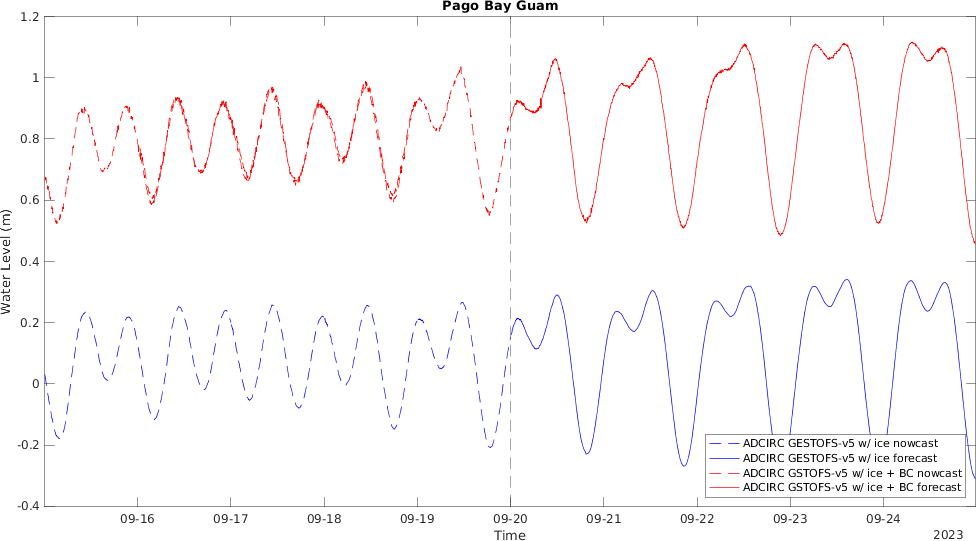 Pago Bay Guam
1.2
1
0.8
0.6
0.4
0.2
0
-0.2
-0.4
Water Level (m)
ADCIRC GESTOFS-v5 w/ ice nowcast
ADCIRC GESTOFS-v5 w/ ice forecast
ADCIRC GSTOFS-v5 w/ ice + BC nowcast
ADCIRC GSTOFS-v5 w/ ice + BC forecast
09-16 09-17 09-18 09-19 09-20 09-21 09-22 09-23 09-24
Time
2023